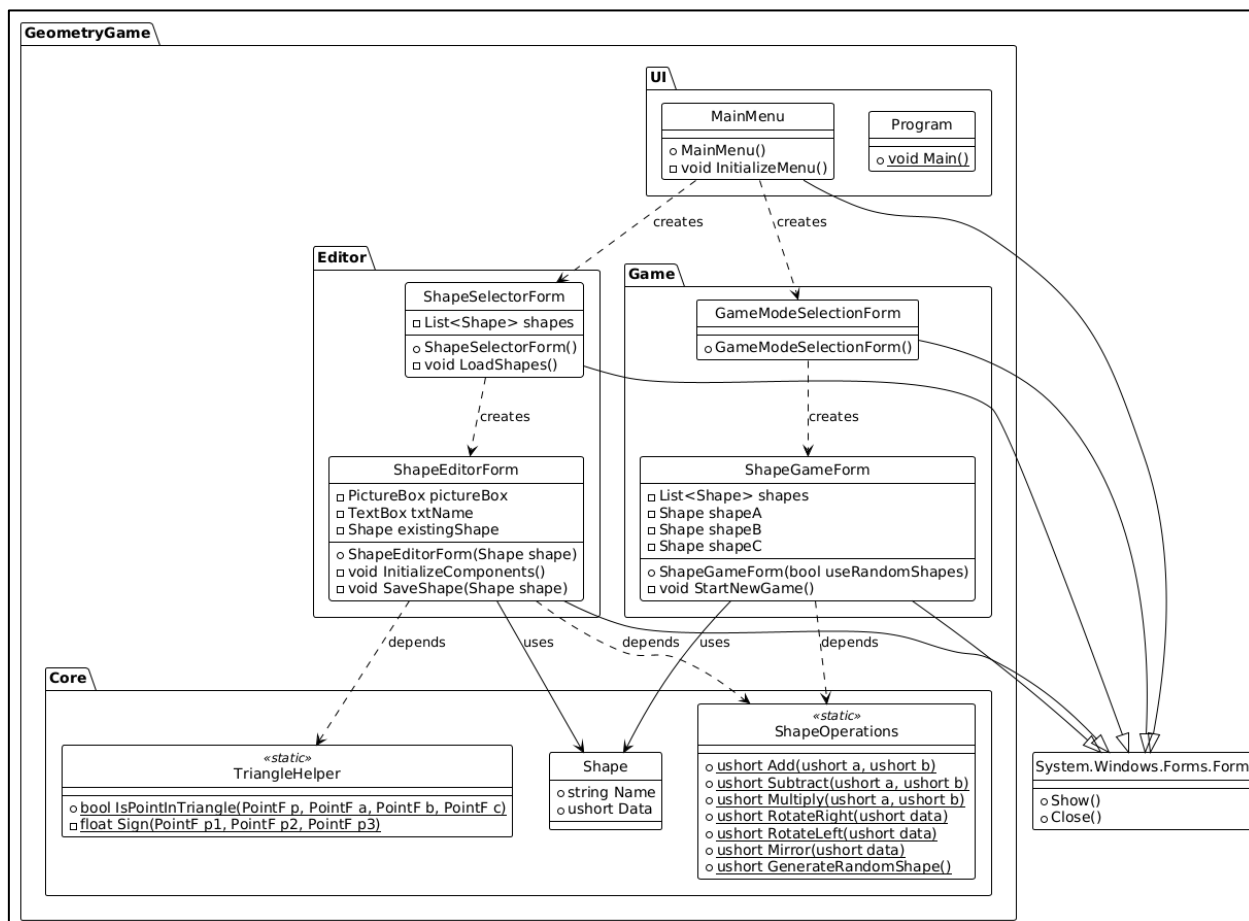 GeometryGame
UI
MainMenu
MainMenu()
void InitializeMenu()
Program
void Main()
creates
creates
Editor
ShapeSelectorForm
List<Shape> shapes
ShapeSelectorForm()
void LoadShapes()
Game
GameModeSelectionForm
GameModeSelectionForm()
creates
creates
ShapeEditorForm
PictureBox pictureBox
TextBox txtName
Shape existingShape
ShapeEditorForm(Shape shape)
void InitializeComponents()
void SaveShape(Shape shape)
ShapeGameForm
List<Shape> shapes
Shape shapeA
Shape shapeB
Shape shapeC
ShapeGameForm(bool useRandomShapes)
void StartNewGame()
depends
uses
depends
uses
depends
Core
«static»
TriangleHelper
bool IsPointInTriangle(PointF p, PointF a, PointF b, PointF c)
float Sign(PointF p1, PointF p2, PointF p3)
Shape
string Name
ushort Data
«static»
ShapeOperations
ushort Add(ushort a, ushort b)
ushort Subtract(ushort a, ushort b)
ushort Multiply(ushort a, ushort b)
ushort RotateRight(ushort data)
ushort RotateLeft(ushort data)
ushort Mirror(ushort data)
ushort GenerateRandomShape()
System.Windows.Forms.Form
Show()
Close()